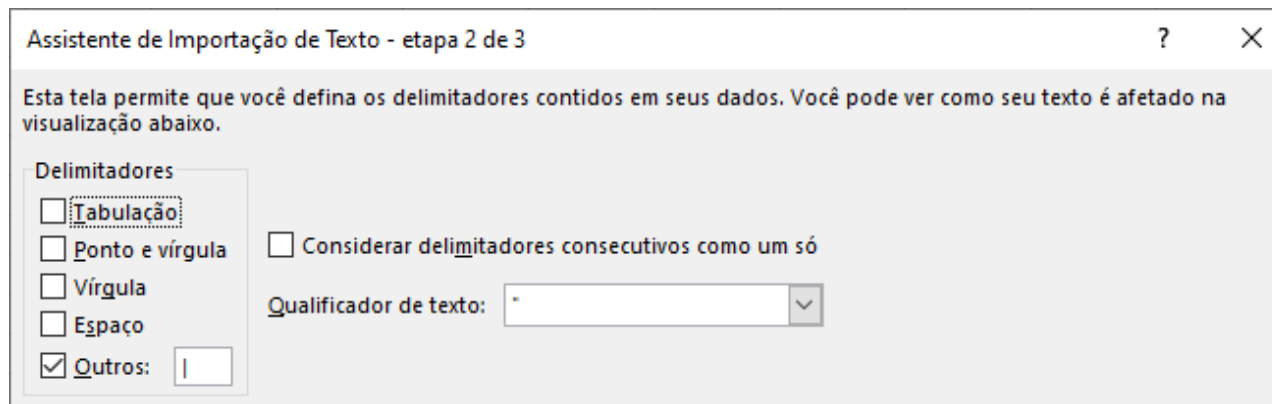 Assistente de Importação de Texto - etapa 2 de 3
?
Esta tela permite que você defina os delimitadores contidos em seus dados. Você pode ver como seu texto é afetado na
visualização abaixo.
Delimitadores
Tabulação
Ponto e vírgula
Considerar delimitadores consecutivos como um só
Vírgula
Qualificador de texto: "
Espaço
Outros: |